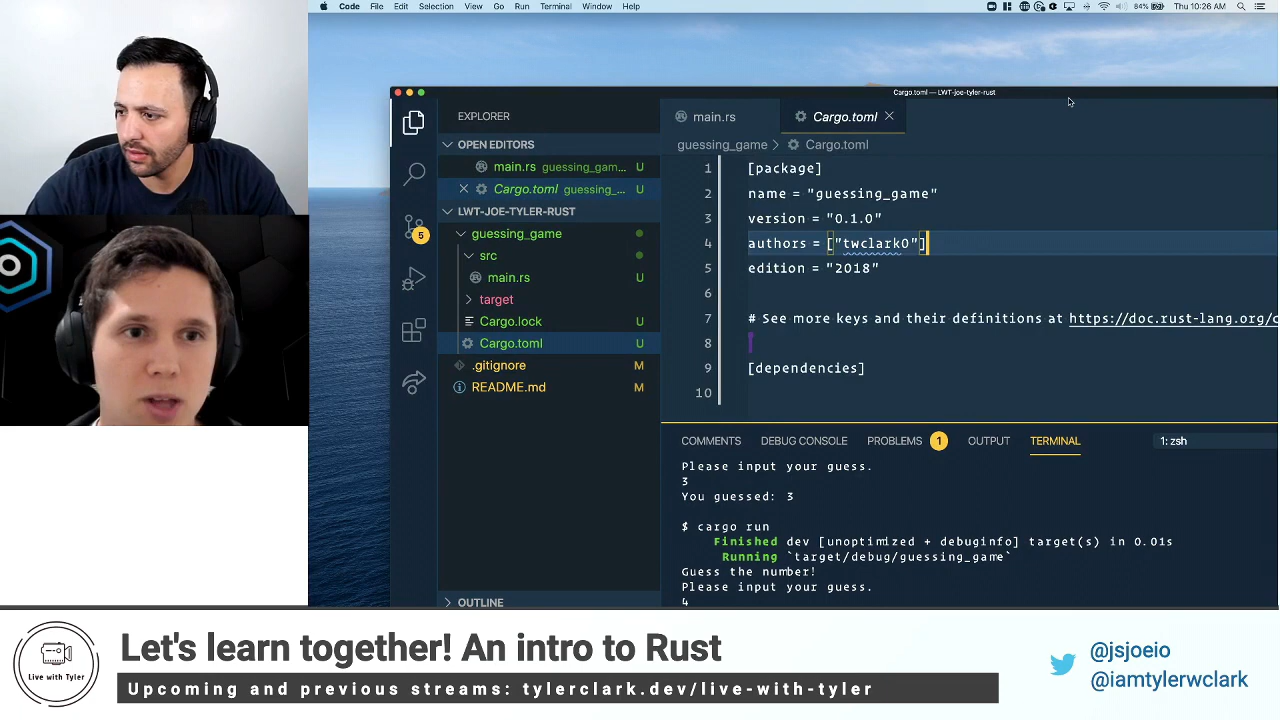 Code File Edit Selection View Go Run Terminal Window Help
84% Thu 10:26 AM
Cargo.toml — LWT-joe-tyler-rust
EXPLORER
OPEN EDITORS
main.rs guessing_gam... U
Cargo.toml guessing_... U
LWT-JOE-TYLER-RUST
guessing_game
src
main.rs U
target
Cargo.lock U
Cargo.toml U
.gitignore M
README.md M
OUTLINE
5
main.rs
Cargo.toml
guessing_game > Cargo.toml
1 [package]
2 name = "guessing_game"
3 version = "0.1.0"
4 authors = ["twclark0"]
5 edition = "2018"
6
7 # See more keys and their definitions at https://doc.rust-lang.org/c
8
9 [dependencies]
10
COMMENTS DEBUG CONSOLE PROBLEMS 1 OUTPUT TERMINAL 1: zsh
Please input your guess.
3
You guessed: 3
$ cargo run
Finished dev [unoptimized + debuginfo] target(s) in 0.01s
Running `target/debug/guessing_game`
Guess the number!
Please input your guess.
4
Live with Tyler
Let's learn together! An intro to Rust
Upcoming and previous streams: tylerclark.dev/live-with-tyler
@jsjoeio
@iamtylerwclark